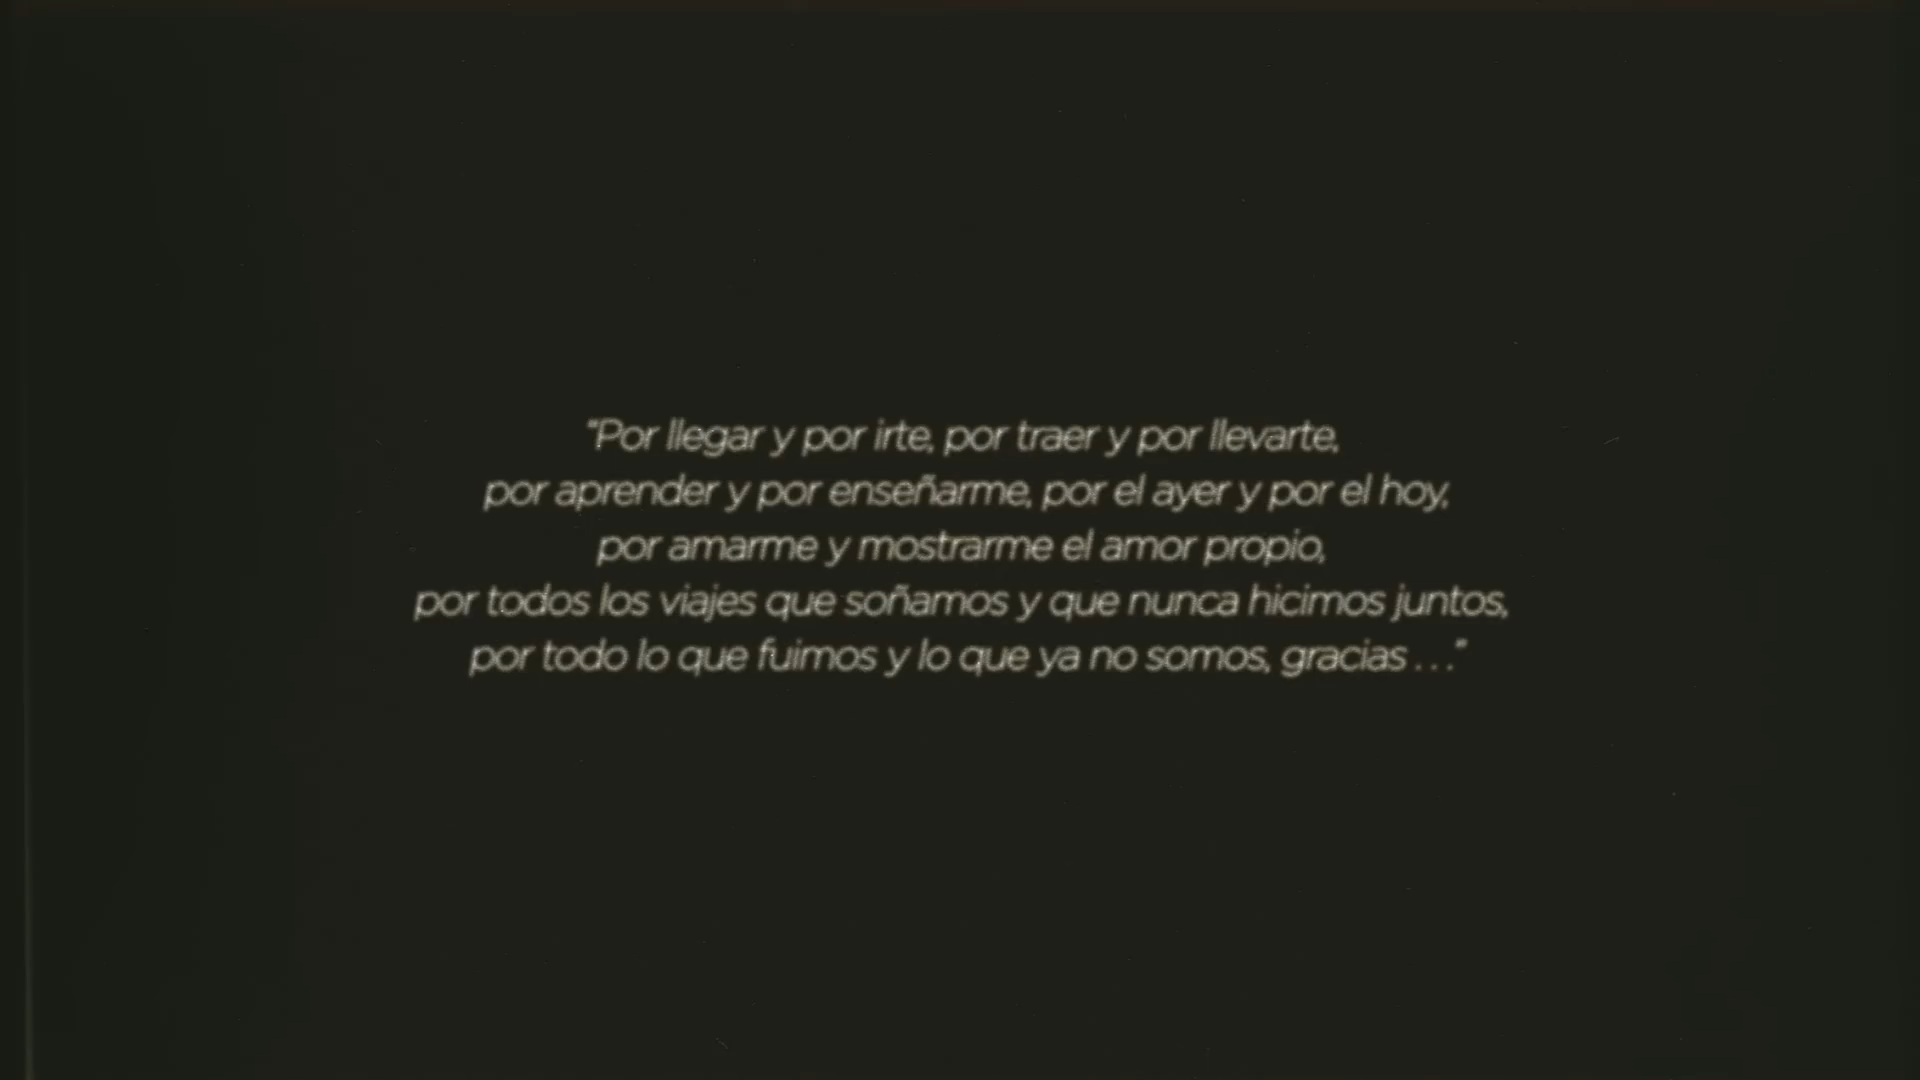 “Por llegar y por irte, por traer y por llevarte,
por aprender y por enseñarme, por el ayer y por el hoy,
por amarme y mostrarme el amor propio,
por todos los viajes que soñamos y que nunca hicimos juntos,
por todo lo que fuimos y lo que ya no somos, gracias . . .”